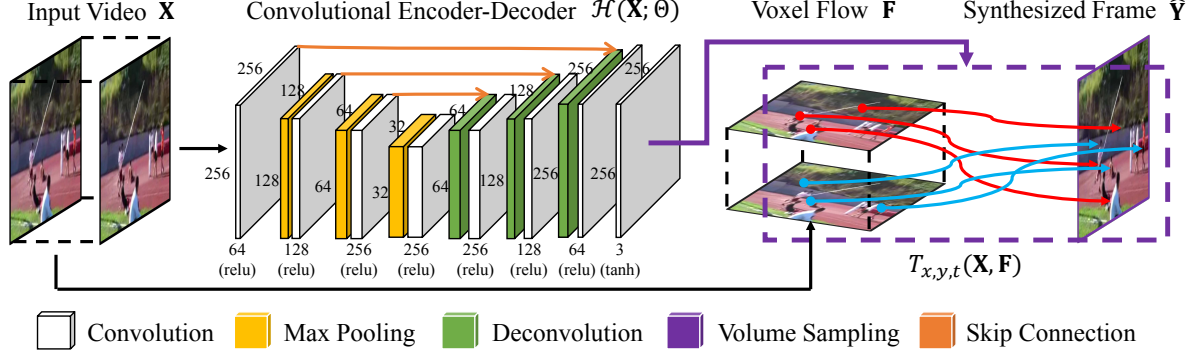 Input Video X
Convolutional Encoder-Decoder ℋ(X; Θ)
Voxel Flow F
Synthesized Frame Ŷ
256
128
64
32
64
128
256
256
256
128
64
32
64
128
256
256
64 128 256 256 256 128 64 3
(relu) (relu) (relu) (relu) (relu) (relu) (relu) (tanh)
T_{x,y,t}(X, F)
Convolution
Max Pooling
Deconvolution
Volume Sampling
Skip Connection